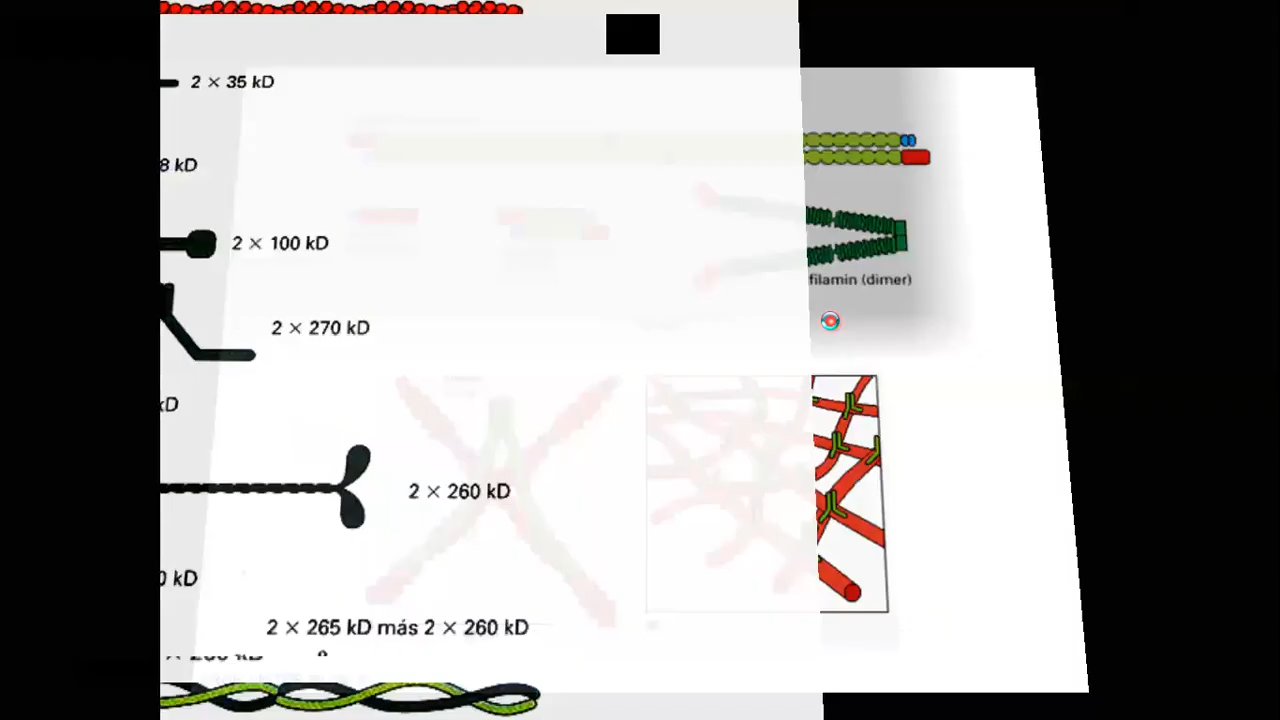 2 × 35 kD
8 kD
2 × 100 kD
filamin (dimer)
2 × 270 kD
kD
2 × 260 kD
0 kD
2 × 265 kD más 2 × 260 kD